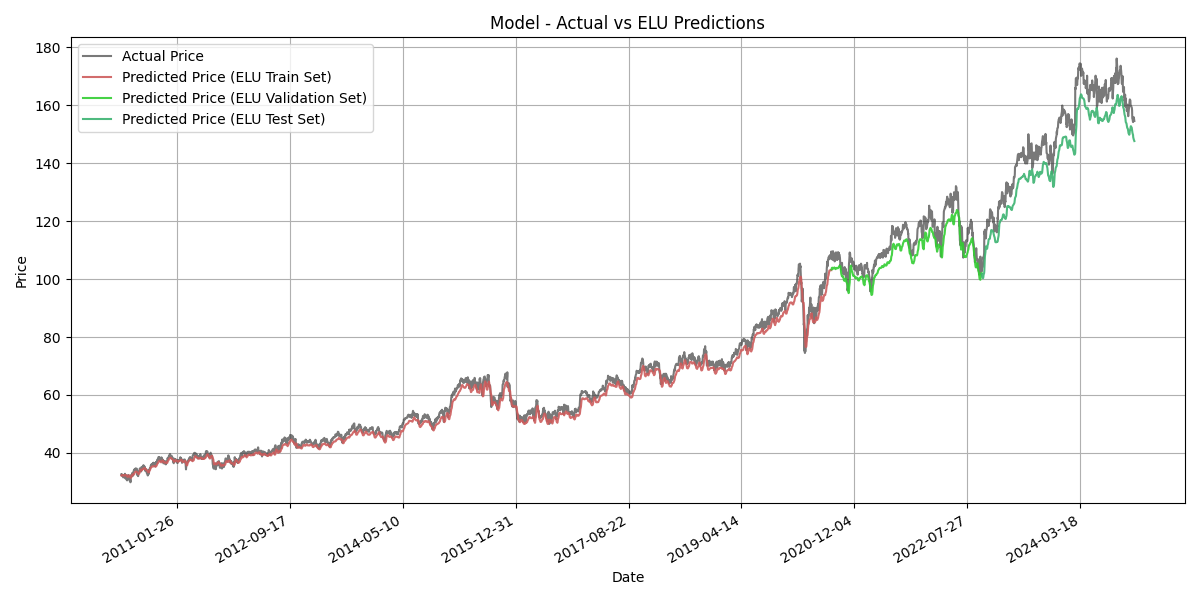 Model - Actual vs ELU Predictions
Actual Price
Predicted Price (ELU Train Set)
Predicted Price (ELU Validation Set)
Predicted Price (ELU Test Set)
180
160
140
120
100
80
60
40
Price
2011-01-26
2012-09-17
2014-05-10
2015-12-31
2017-08-22
2019-04-14
2020-12-04
2022-07-27
2024-03-18
Date